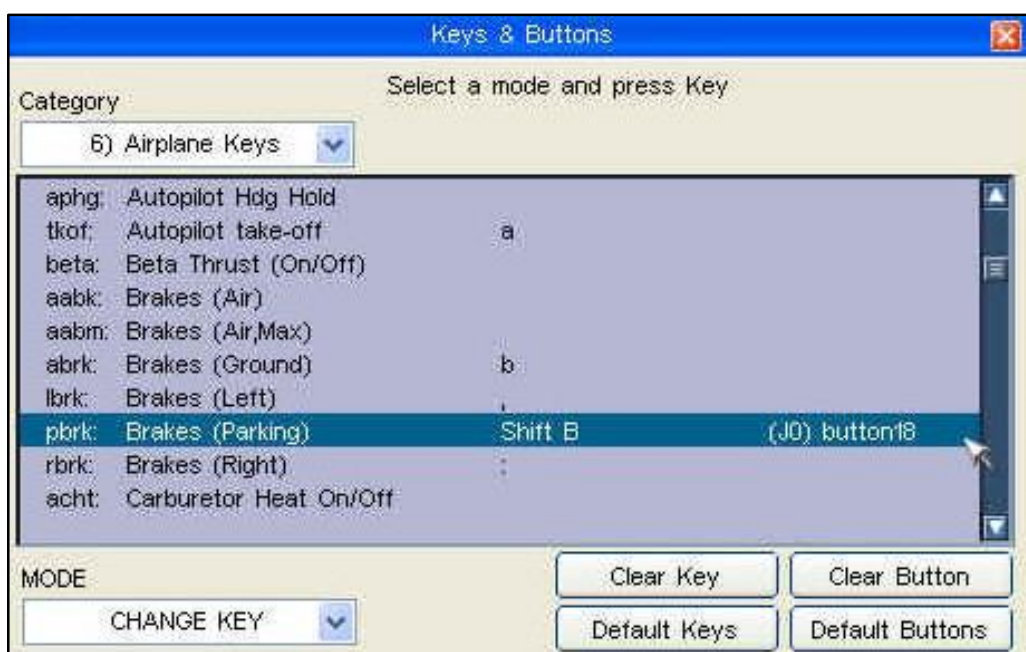 Keys & Buttons
Select a mode and press Key
Category
6) Airplane Keys
aphg: Autopilot Hdg Hold
tkof: Autopilot take-off a
beta: Beta Thrust (On/Off)
aabk: Brakes (Air)
aabm: Brakes (Air,Max)
abrk: Brakes (Ground) b
lbrk: Brakes (Left) ,
pbrk: Brakes (Parking) Shift B (J0) button18
rbrk: Brakes (Right) :
acht: Carburetor Heat On/Off
MODE
CHANGE KEY
Clear Key Clear Button
Default Keys Default Buttons